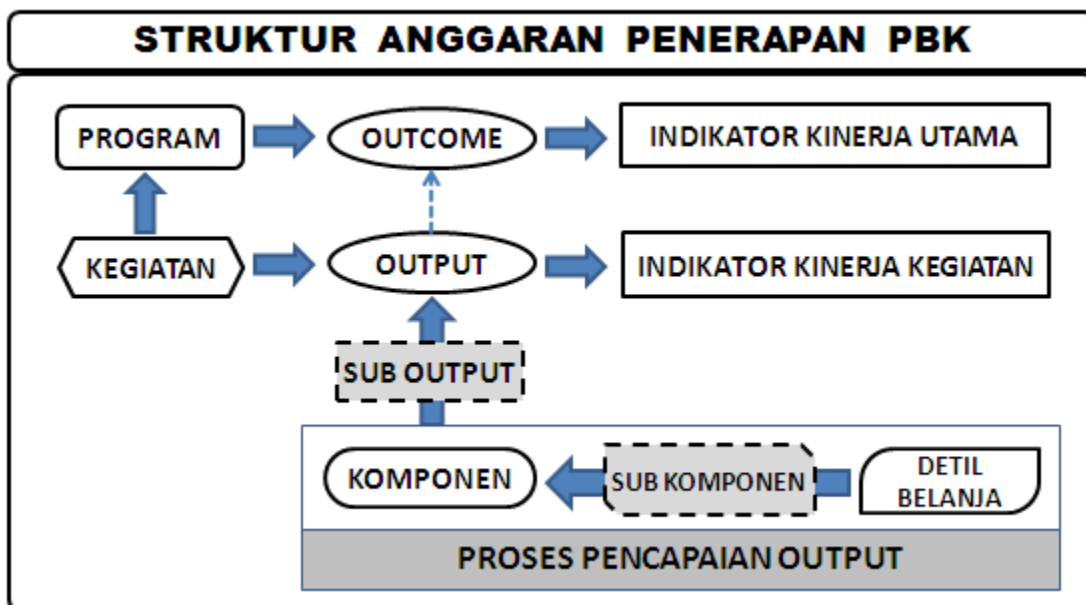 STRUKTUR ANGGARAN PENERAPAN PBK
PROGRAM
OUTCOME
INDIKATOR KINERJA UTAMA
KEGIATAN
OUTPUT
INDIKATOR KINERJA KEGIATAN
SUB OUTPUT
KOMPONEN
SUB KOMPONEN
DETIL
BELANJA
PROSES PENCAPAIAN OUTPUT